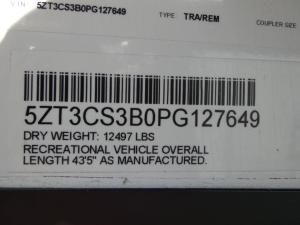 VIN 5ZT3CS3B0PG127649 TYPE TRA/REM COUPLER SIZE
5ZT3CS3B0PG127649
DRY WEIGHT: 12497 LBS
RECREATIONAL VEHICLE OVERALL
LENGTH 43'5" AS MANUFACTURED.